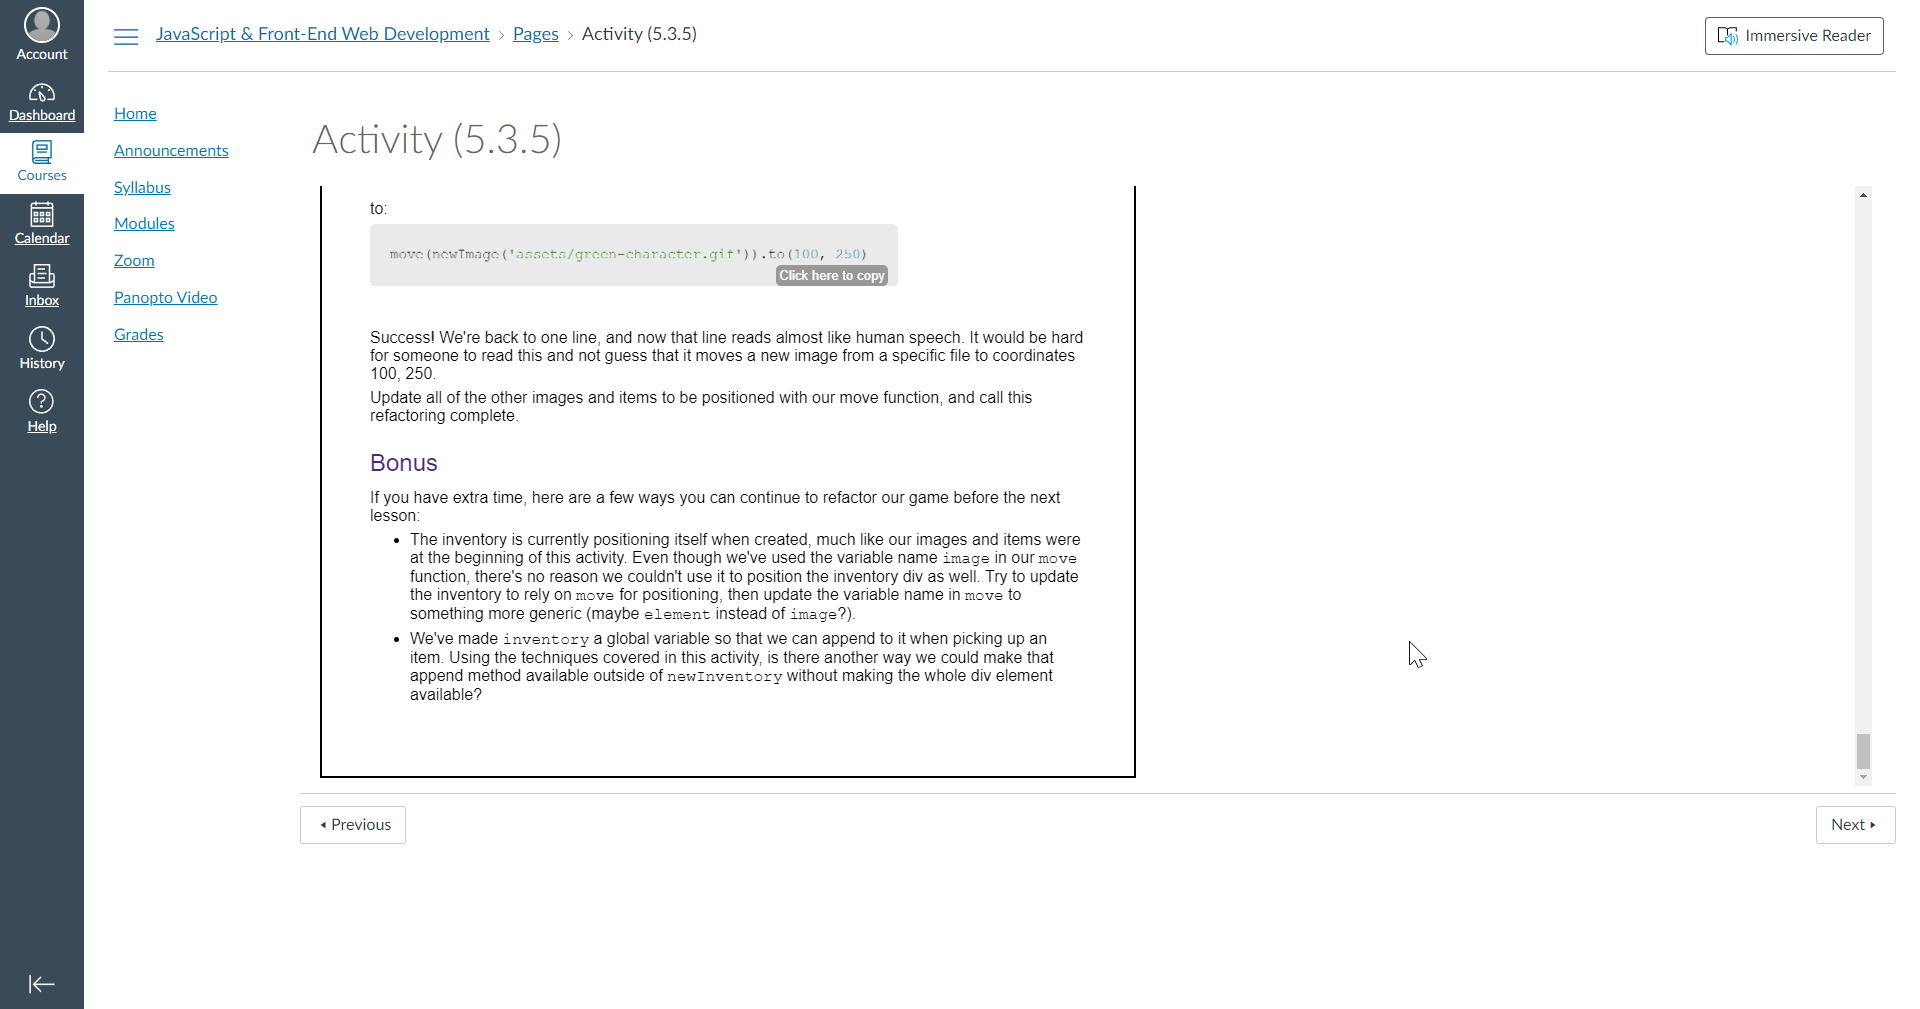 Account
Dashboard
Courses
Calendar
Inbox
History
Help
JavaScript & Front-End Web Development › Pages › Activity (5.3.5)
Immersive Reader
Home
Announcements
Syllabus
Modules
Zoom
Panopto Video
Grades
Activity (5.3.5)
to:
move(newImage('assets/green-character.gif')).to(100, 250)
Click here to copy
Success! We're back to one line, and now that line reads almost like human speech. It would be hard
for someone to read this and not guess that it moves a new image from a specific file to coordinates
100, 250.
Update all of the other images and items to be positioned with our move function, and call this
refactoring complete.
Bonus
If you have extra time, here are a few ways you can continue to refactor our game before the next
lesson:
• The inventory is currently positioning itself when created, much like our images and items were
at the beginning of this activity. Even though we've used the variable name image in our move
function, there's no reason we couldn't use it to position the inventory div as well. Try to update
the inventory to rely on move for positioning, then update the variable name in move to
something more generic (maybe element instead of image?).
• We've made inventory a global variable so that we can append to it when picking up an
item. Using the techniques covered in this activity, is there another way we could make that
append method available outside of newInventory without making the whole div element
available?
Previous
Next